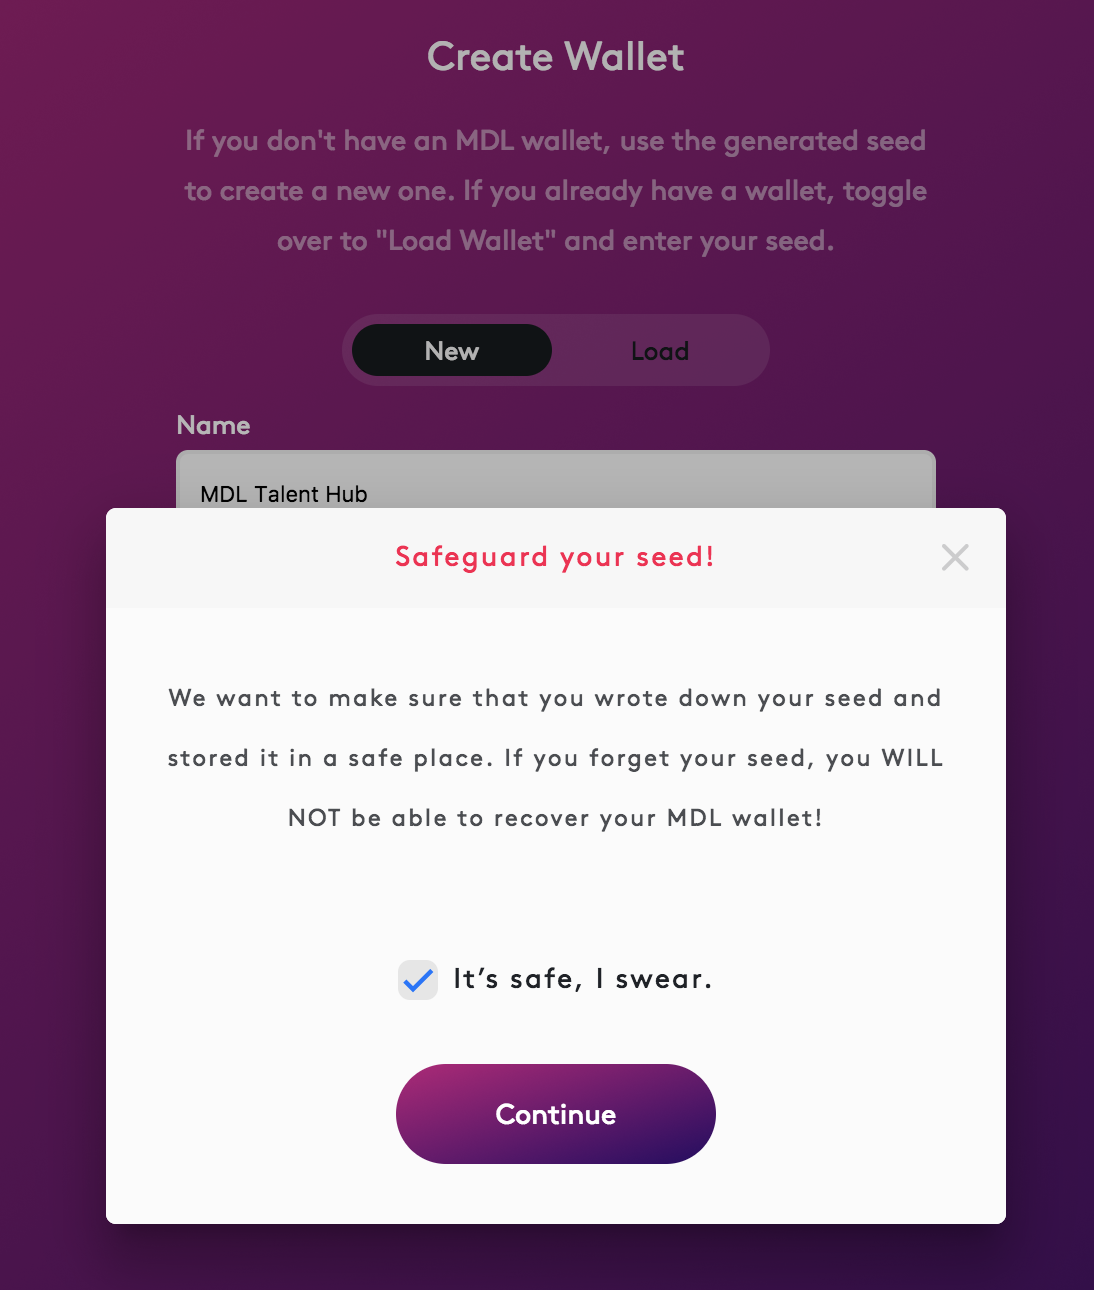 Create Wallet
If you don't have an MDL wallet, use the generated seed
to create a new one. If you already have a wallet, toggle
over to "Load Wallet" and enter your seed.
New
Load
Name
MDL Talent Hub
Safeguard your seed!
We want to make sure that you wrote down your seed and
stored it in a safe place. If you forget your seed, you WILL
NOT be able to recover your MDL wallet!
It’s safe, I swear.
Continue